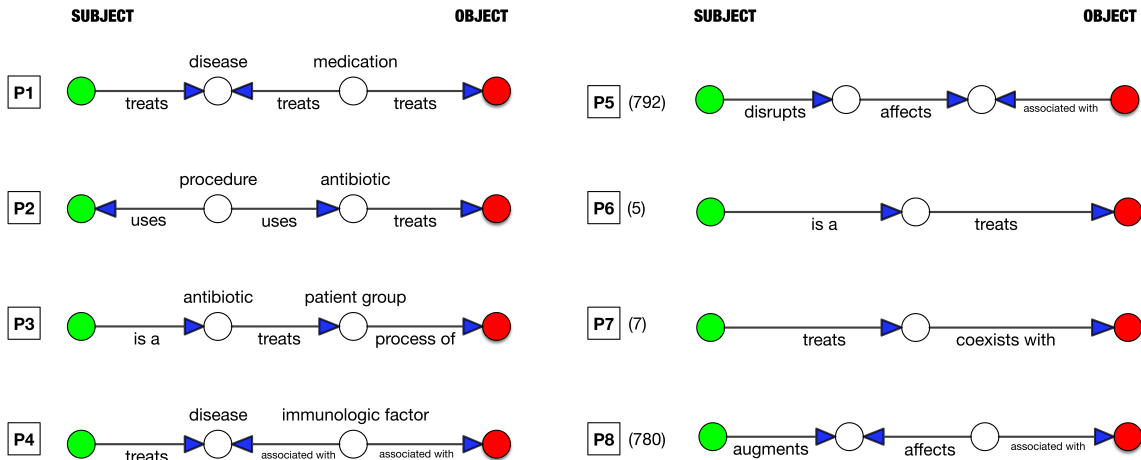 SUBJECT OBJECT
disease medication
P1
treats treats treats
procedure antibiotic
P2
uses uses treats
antibiotic patient group
P3
is a treats process of
disease immunologic factor
P4
treats associated with associated with
SUBJECT OBJECT
P5 (792)
disrupts affects associated with
P6 (5)
is a treats
P7 (7)
treats coexists with
P8 (780)
augments affects associated with